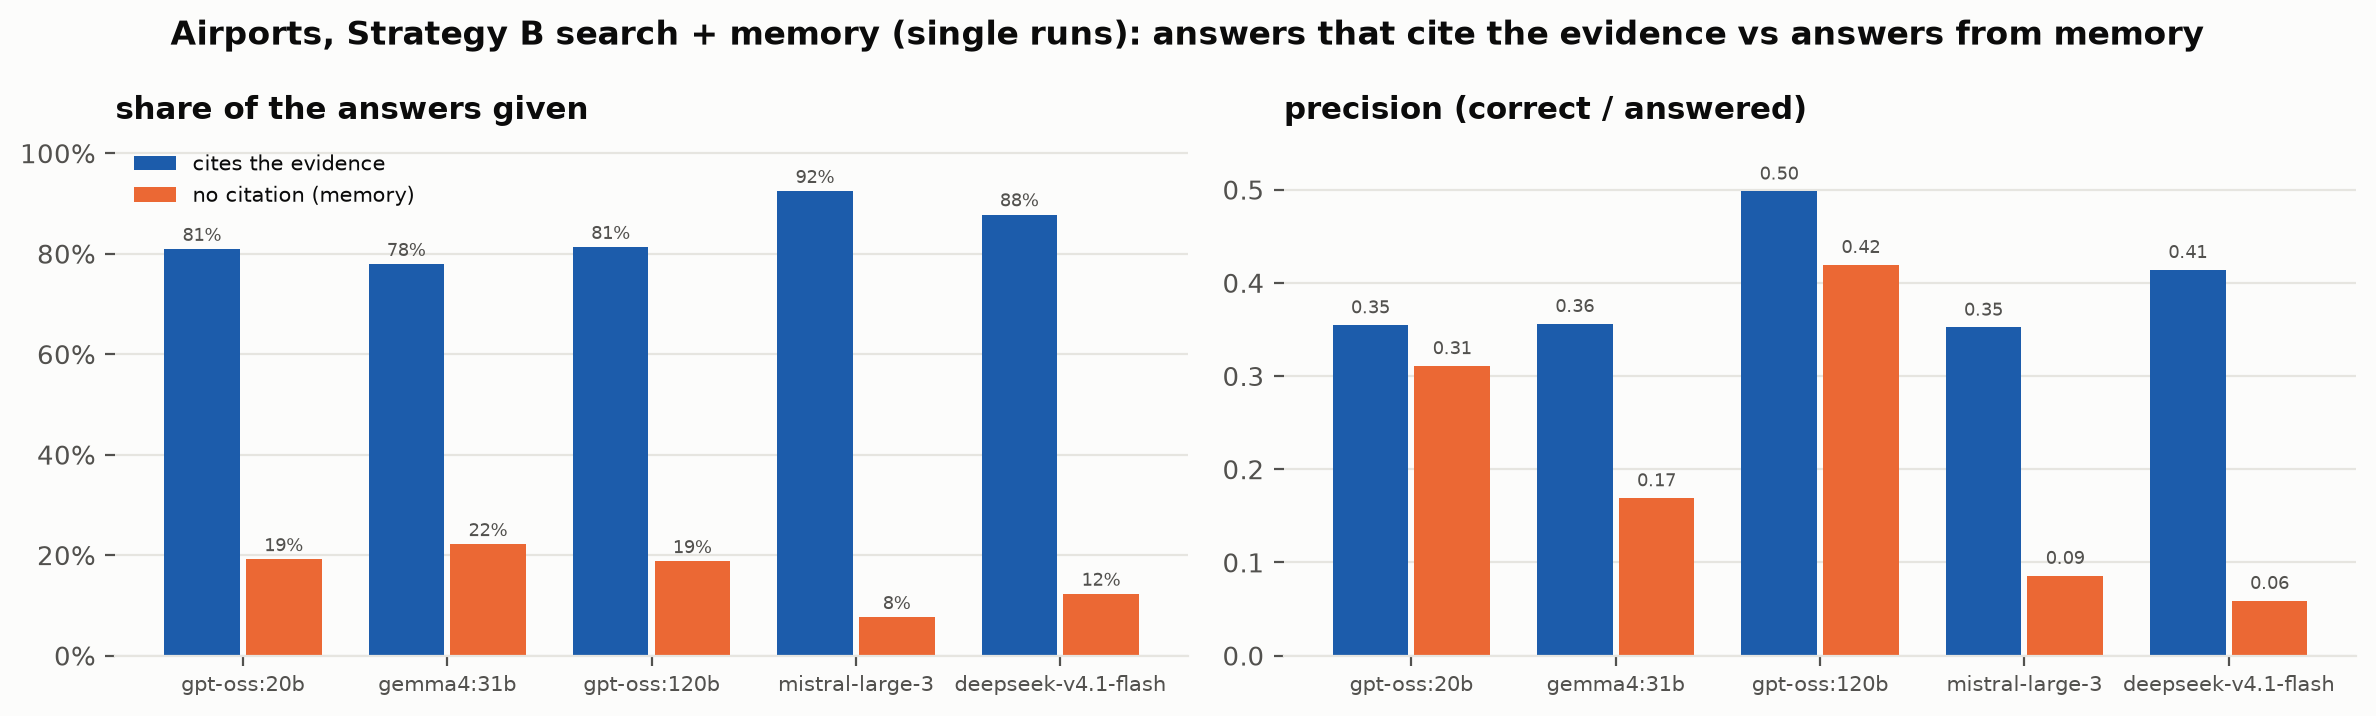 Airports, Strategy B search + memory (single runs): answers that cite the evidence vs answers from memory
share of the answers given
100%
80%
60%
40%
20%
0%
cites the evidence
no citation (memory)
81%
19%
78%
22%
81%
19%
92%
8%
88%
12%
gpt-oss:20b
gemma4:31b
gpt-oss:120b
mistral-large-3
deepseek-v4.1-flash
precision (correct / answered)
0.5
0.4
0.3
0.2
0.1
0.0
0.35
0.31
0.36
0.17
0.50
0.42
0.35
0.09
0.41
0.06
gpt-oss:20b
gemma4:31b
gpt-oss:120b
mistral-large-3
deepseek-v4.1-flash